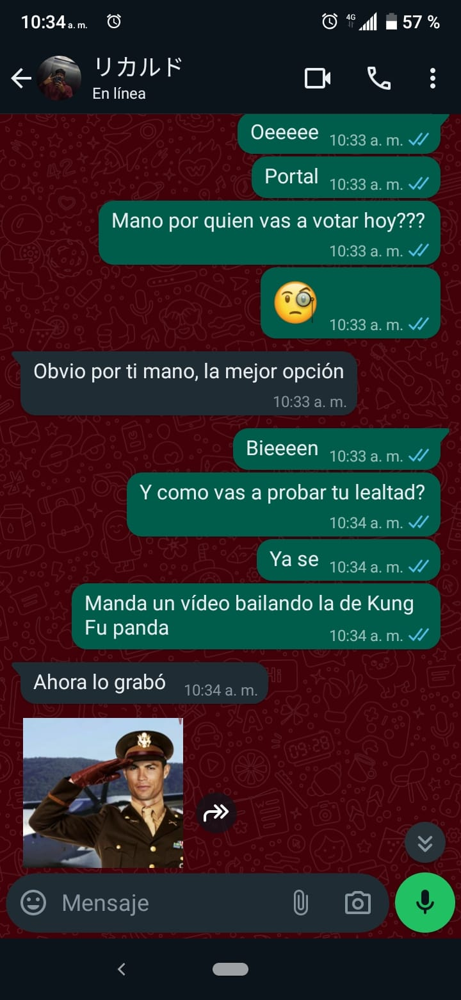 10:34 a. m.
4G
57 %
リカルド
En línea
Oeeeee 10:33 a. m.
Portal 10:33 a. m.
Mano por quien vas a votar hoy???
10:33 a. m.
10:33 a. m.
Obvio por ti mano, la mejor opción
10:33 a. m.
Bieeeen 10:33 a. m.
Y como vas a probar tu lealtad?
10:34 a. m.
Ya se 10:34 a. m.
Manda un vídeo bailando la de Kung
Fu panda 10:34 a. m.
Ahora lo grabó 10:34 a. m.
Mensaje